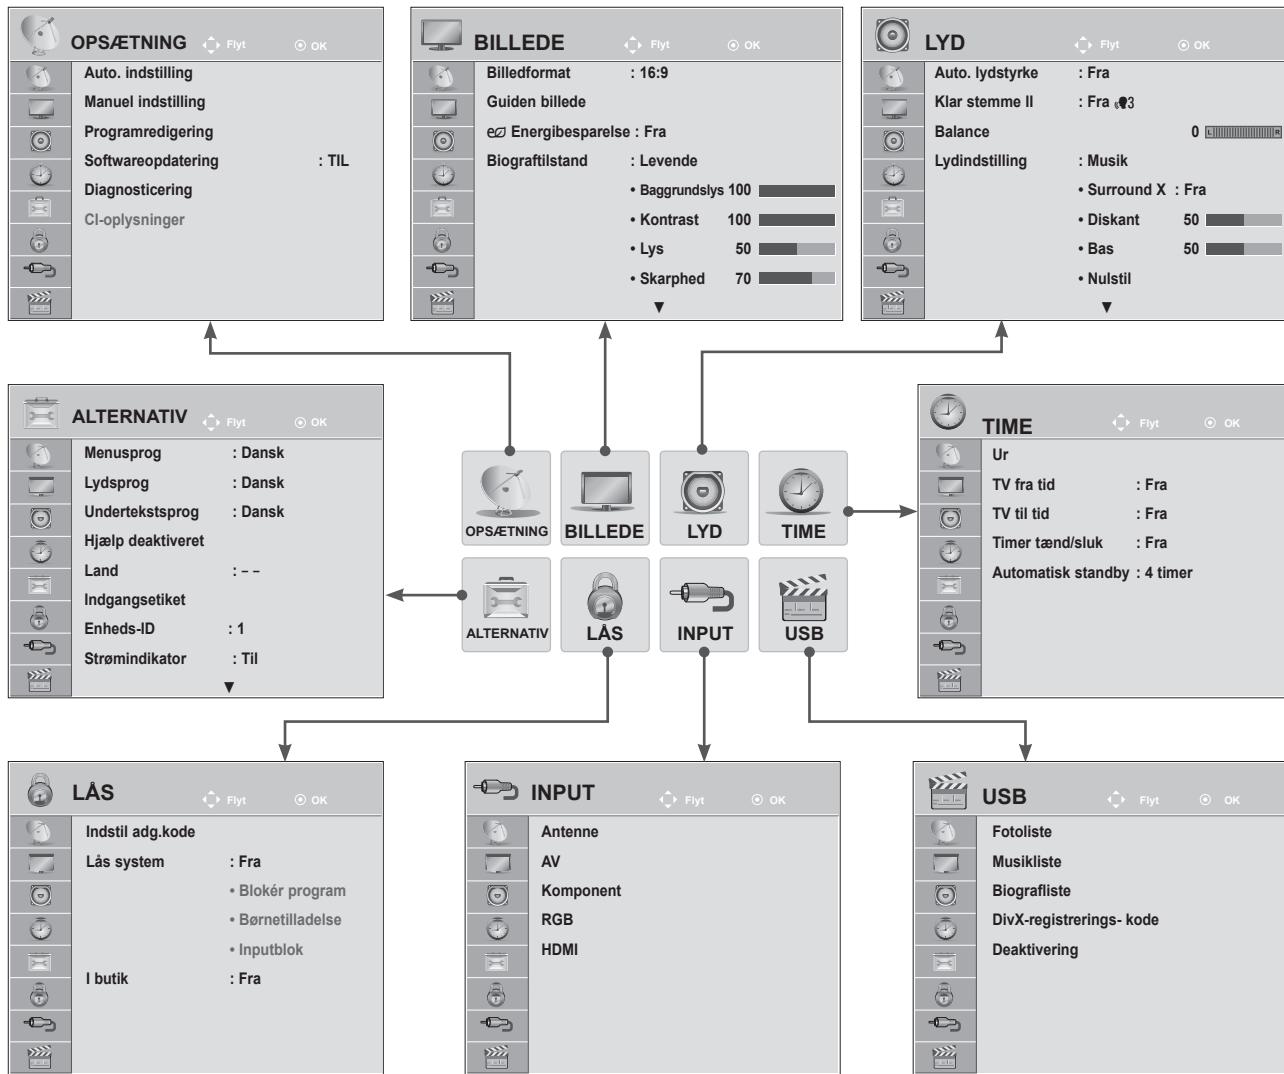 OPSÆTNING Flyt OK
Auto. indstilling
Manuel indstilling
Programredigering
Softwareopdatering : TIL
Diagnosticering
CI-oplysninger
BILLEDE Flyt OK
Billedformat : 16:9
Guiden billede
e Energibesparelse : Fra
Biograftilstand : Levende
• Baggrundslys 100
• Kontrast 100
• Lys 50
• Skarphed 70
▼
LYD Flyt OK
Auto. lydstyrke : Fra
Klar stemme II : Fra 3
Balance 0 L R
Lydindstilling : Musik
• Surround X : Fra
• Diskant 50
• Bas 50
• Nulstil
▼
ALTERNATIV Flyt OK
Menusprog : Dansk
Lydsprog : Dansk
Undertekstsprog : Dansk
Hjælp deaktiveret
Land : – –
Indgangsetiket
Enheds-ID : 1
Strømindikator : Til
▼
OPSÆTNING BILLEDE LYD TIME
ALTERNATIV LÅS INPUT USB
TIME Flyt OK
Ur
TV fra tid : Fra
TV til tid : Fra
Timer tænd/sluk : Fra
Automatisk standby : 4 timer
LÅS Flyt OK
Indstil adg.kode
Lås system : Fra
• Blokér program
• Børnetilladelse
• Inputblok
I butik : Fra
INPUT Flyt OK
Antenne
AV
Komponent
RGB
HDMI
USB Flyt OK
Fotoliste
Musikliste
Biografliste
DivX-registrerings- kode
Deaktivering